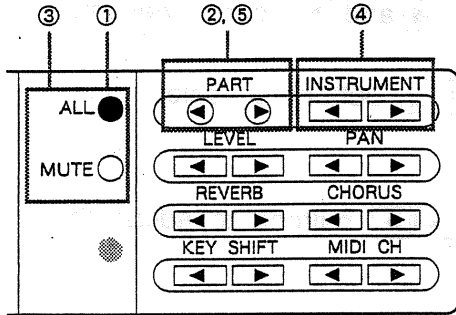 ③ ① ②, ⑤ ④
PART INSTRUMENT
ALL
LEVEL PAN
MUTE
REVERB CHORUS
KEY SHIFT MIDI CH